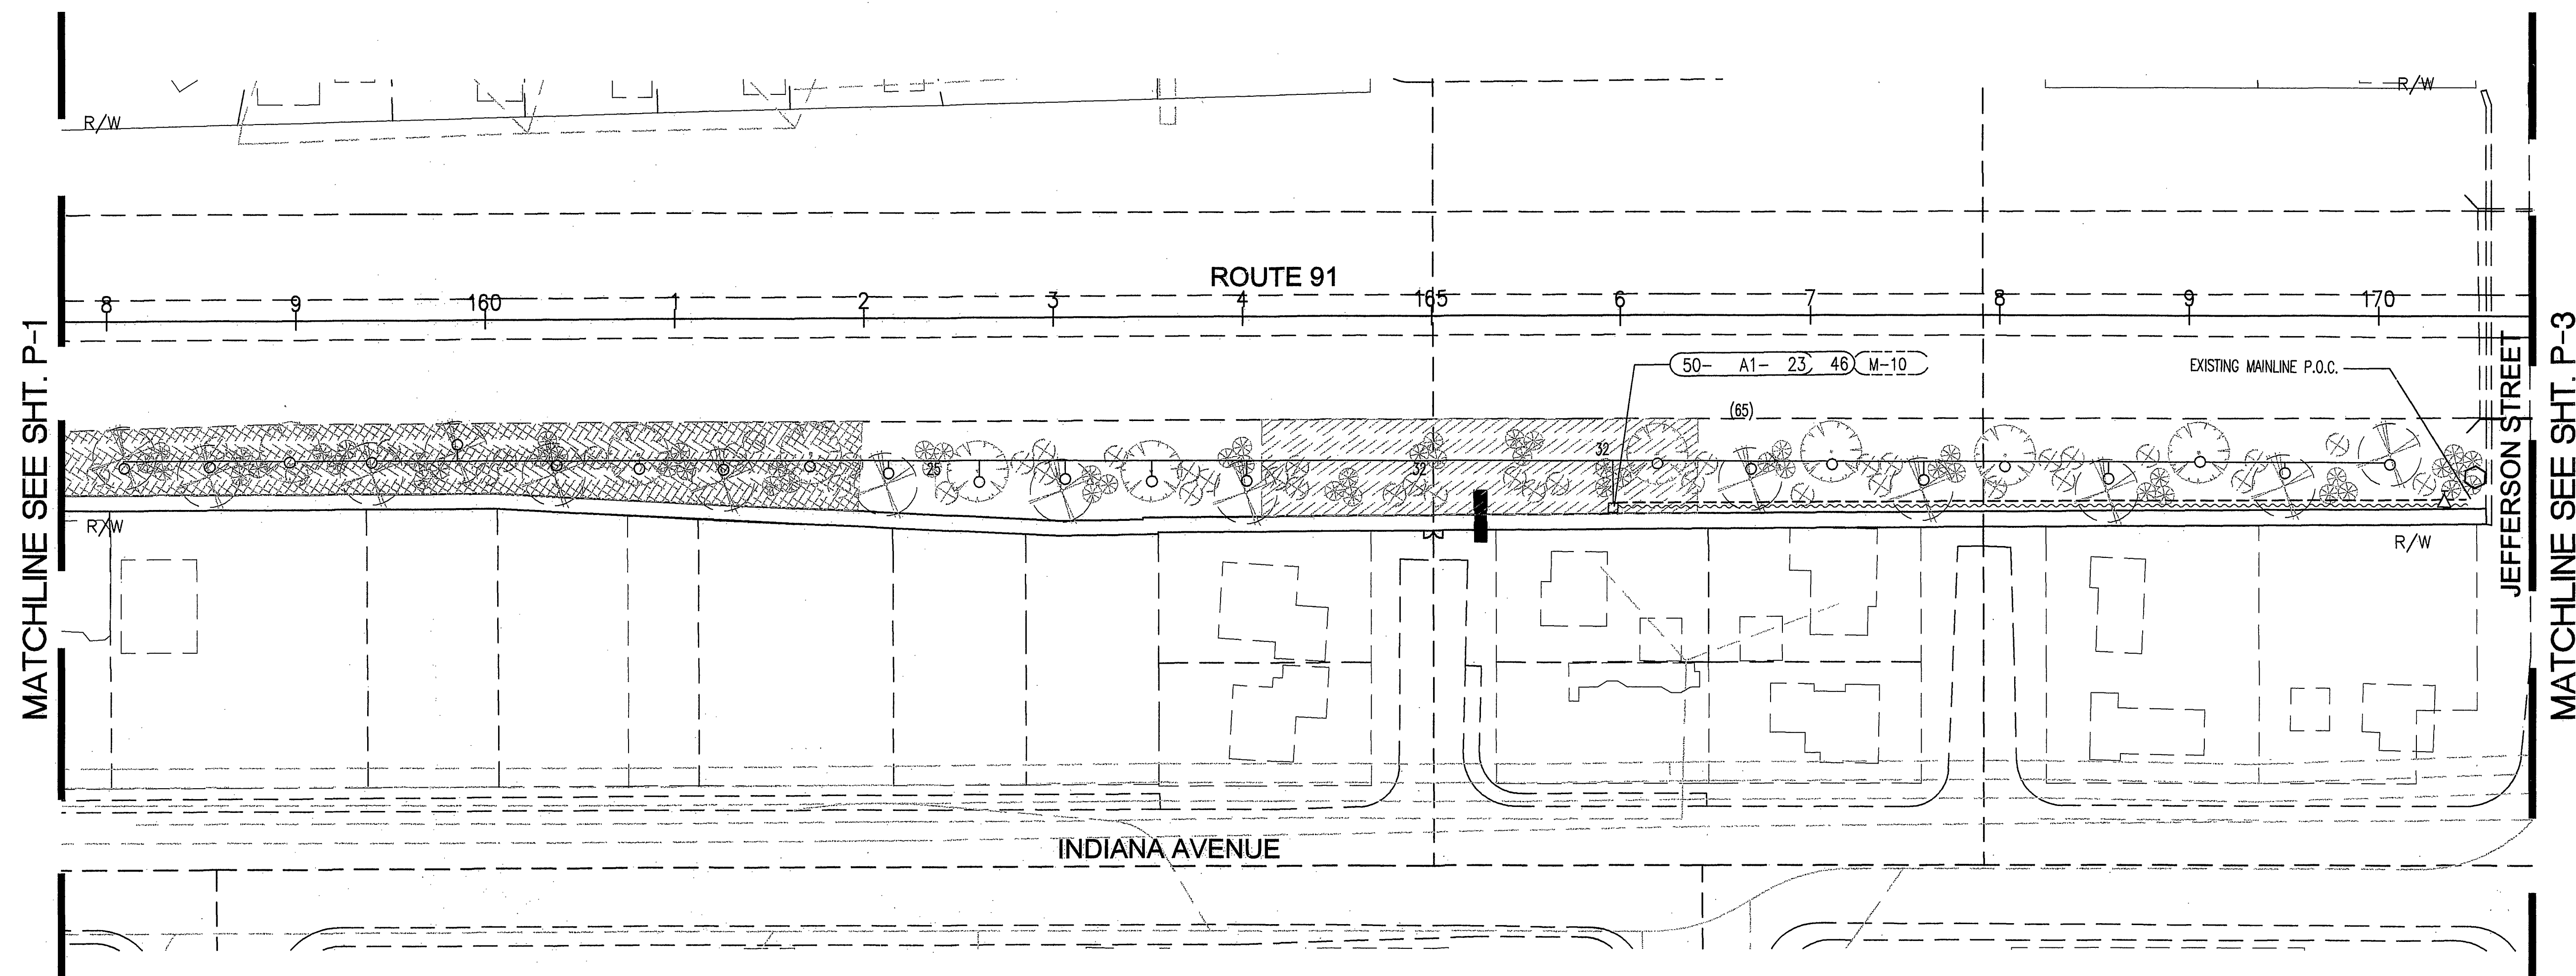 R/W
R/W
ROUTE 91
8 9 160 1 2 3 4 165 6 7 8 9 170
MATCHLINE SEE SHT. P-1
50- A1- 23 46 M-10
EXISTING MAINLINE P.O.C.
(65)
25
32
32
R/W
R/W
JEFFERSON STREET
MATCHLINE SEE SHT. P-3
INDIANA AVENUE